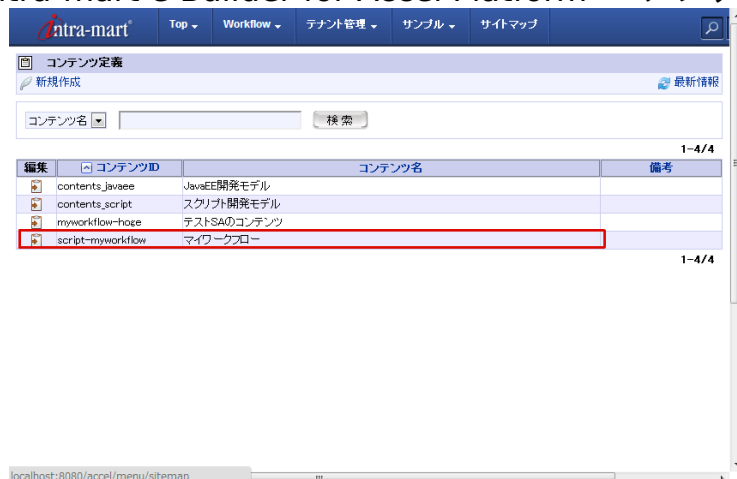 intra-mart e Builder for Accel Platform
intra-mart® Top Workflow テナント管理 サンプル サイトマップ
コンテンツ定義
新規作成 最新情報
コンテンツ名 検索
1-4/4
編集 コンテンツID コンテンツ名 備考
contents_javaee JavaEE開発モデル
contents_script スクリプト開発モデル
myworkflow-hoge テストSAのコンテンツ
script-myworkflow マイワークフロー
1-4/4
localhost:8080/accel/menu/sitemap